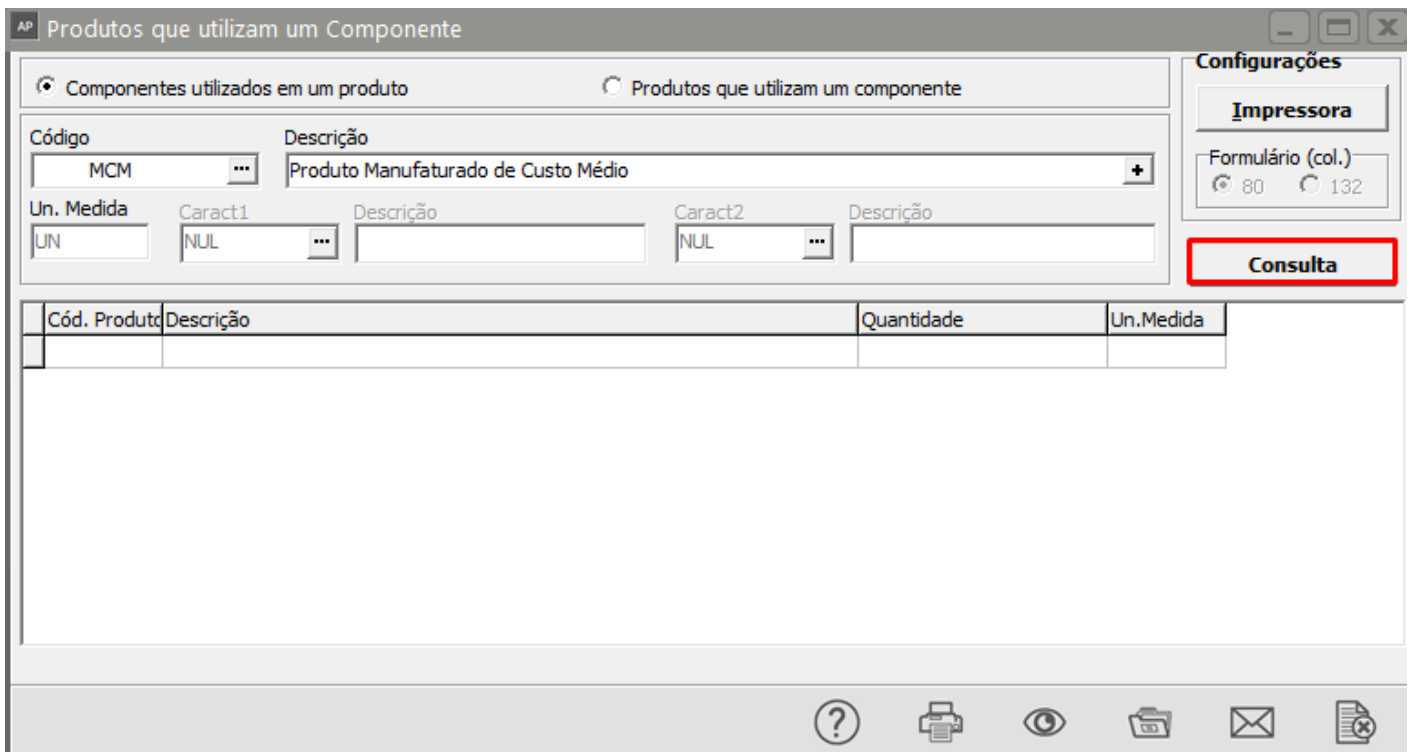 AP Produtos que utilizam um Componente
Componentes utilizados em um produto Produtos que utilizam um componente
Configurações
Impressora
Formulário (col.)
80 132
Código Descrição
MCM ... Produto Manufaturado de Custo Médio +
Un. Medida Caract1 Descrição Caract2 Descrição
UN NUL ... NUL ...
Consulta
Cód. Produto Descrição Quantidade Un.Medida
?